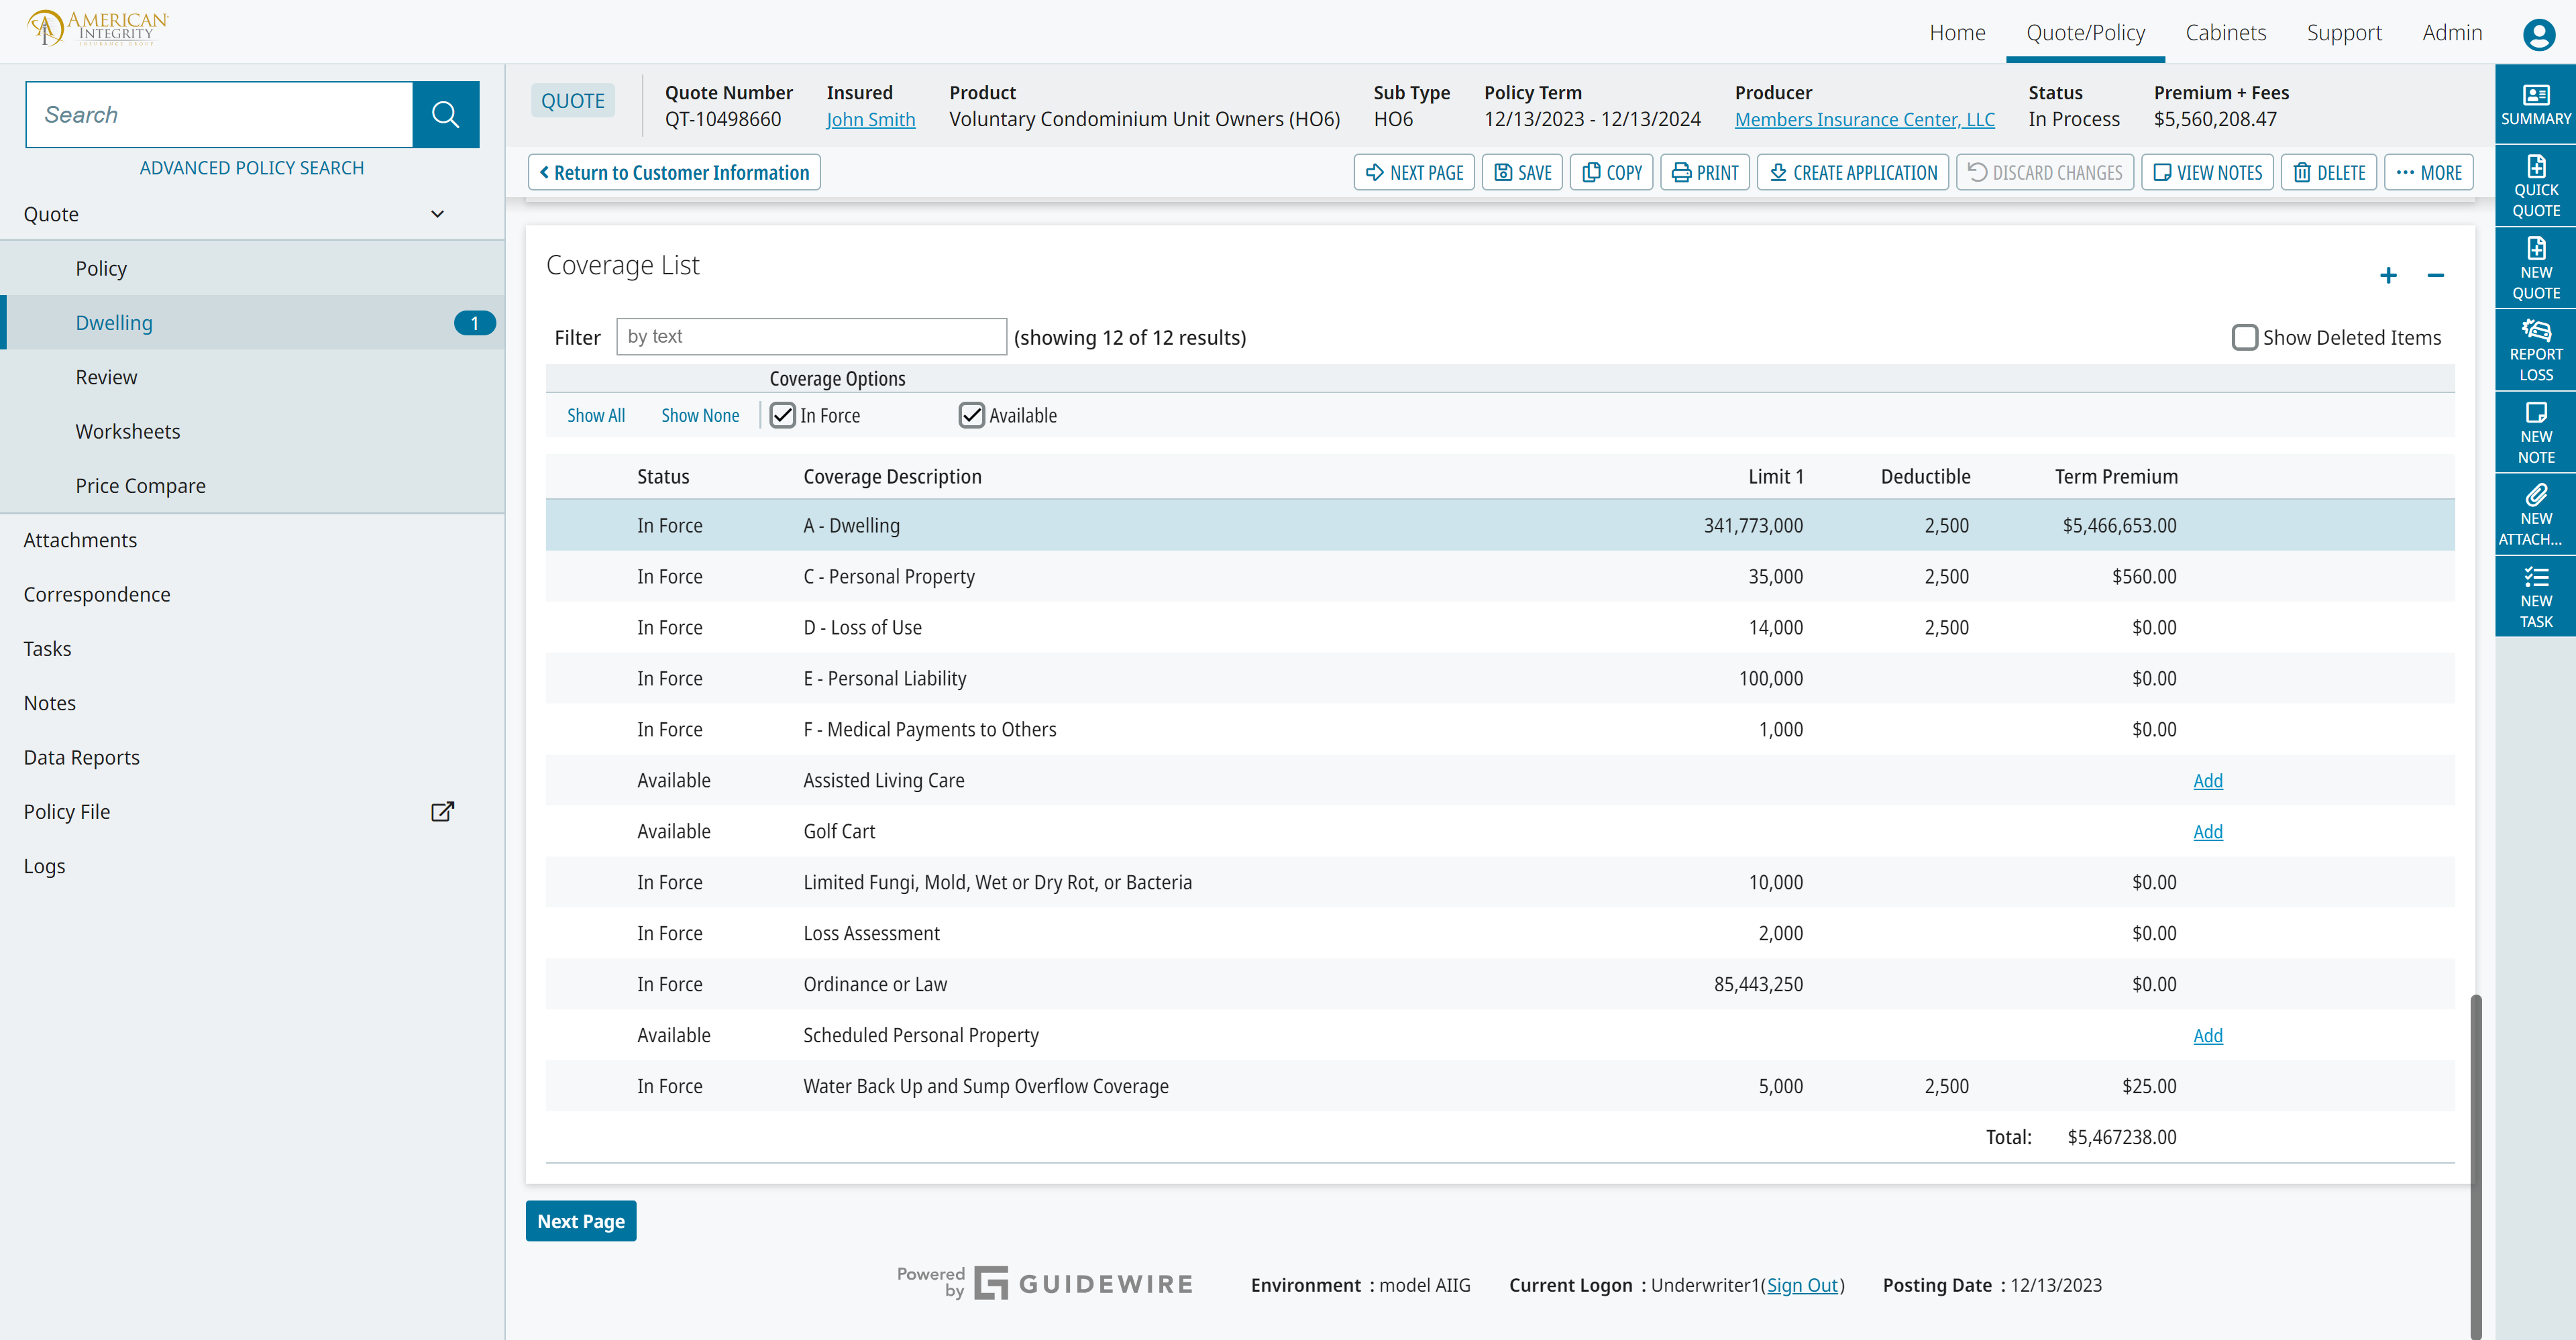 AMERICAN
INTEGRITY
INSURANCE GROUP
Home Quote/Policy Cabinets Support Admin
Search
ADVANCED POLICY SEARCH
Quote
Policy
Dwelling 1
Review
Worksheets
Price Compare
Attachments
Correspondence
Tasks
Notes
Data Reports
Policy File
Logs
QUOTE
Quote Number Insured Product Sub Type Policy Term Producer Status Premium + Fees
QT-10498660 John Smith Voluntary Condominium Unit Owners (HO6) HO6 12/13/2023 - 12/13/2024 Members Insurance Center, LLC In Process $5,560,208.47
Return to Customer Information NEXT PAGE SAVE COPY PRINT CREATE APPLICATION DISCARD CHANGES VIEW NOTES DELETE ••• MORE
Coverage List
Filter by text (showing 12 of 12 results) Show Deleted Items
Coverage Options
Show All Show None In Force Available
Status Coverage Description Limit 1 Deductible Term Premium
In Force A - Dwelling 341,773,000 2,500 $5,466,653.00
In Force C - Personal Property 35,000 2,500 $560.00
In Force D - Loss of Use 14,000 2,500 $0.00
In Force E - Personal Liability 100,000 $0.00
In Force F - Medical Payments to Others 1,000 $0.00
Available Assisted Living Care Add
Available Golf Cart Add
In Force Limited Fungi, Mold, Wet or Dry Rot, or Bacteria 10,000 $0.00
In Force Loss Assessment 2,000 $0.00
In Force Ordinance or Law 85,443,250 $0.00
Available Scheduled Personal Property Add
In Force Water Back Up and Sump Overflow Coverage 5,000 2,500 $25.00
Total: $5,467238.00
Next Page
Powered
by
GUIDEWIRE
Environment : model AIIG Current Logon : Underwriter1(Sign Out) Posting Date : 12/13/2023
SUMMARY
QUICK
QUOTE
NEW
QUOTE
REPORT
LOSS
NEW
NOTE
NEW
ATTACH...
NEW
TASK